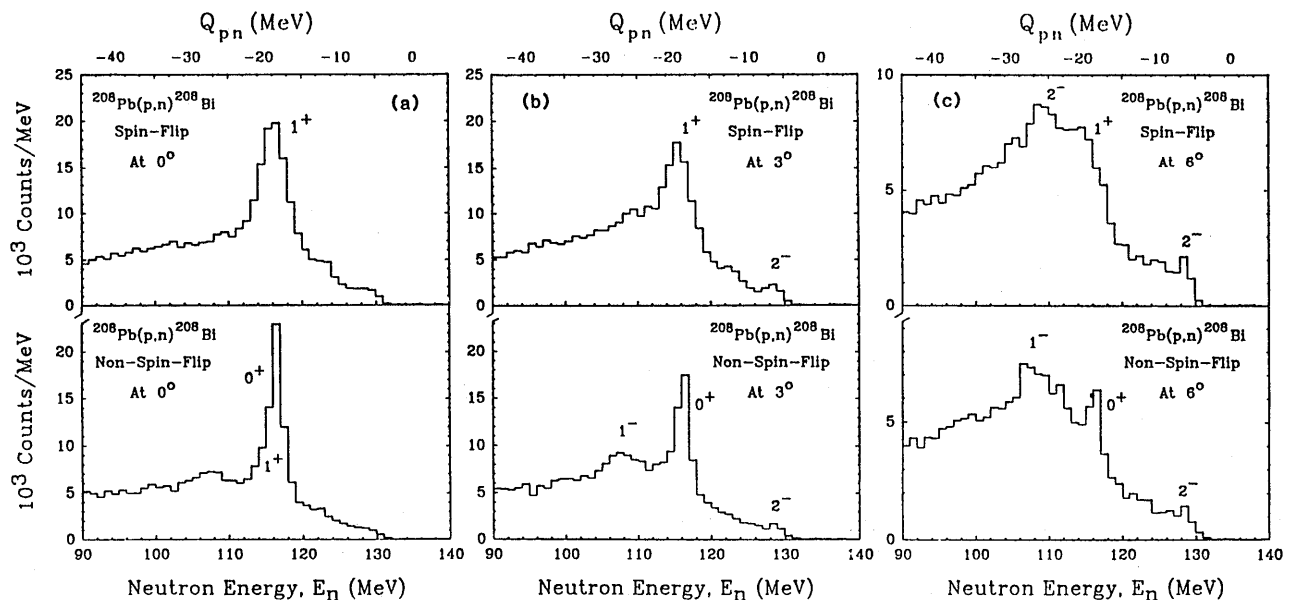 Q_pn (MeV)
−40 −30 −20 −10 0
25
20
15
10
5
0
10³ Counts/MeV
²⁰⁸Pb(p,n)²⁰⁸Bi
Spin-Flip
At 0°
(a)
1⁺
20
15
10
5
0
10³ Counts/MeV
²⁰⁸Pb(p,n)²⁰⁸Bi
Non-Spin-Flip
At 0°
0⁺
1⁺
90 100 110 120 130 140
Neutron Energy, E_n (MeV)
Q_pn (MeV)
−40 −30 −20 −10 0
25
20
15
10
5
0
(b)
²⁰⁸Pb(p,n)²⁰⁸Bi
Spin-Flip
At 3°
1⁺
2⁻
20
15
10
5
0
²⁰⁸Pb(p,n)²⁰⁸Bi
Non-Spin-Flip
At 3°
1⁻
0⁺
2⁻
90 100 110 120 130 140
Neutron Energy, E_n (MeV)
Q_pn (MeV)
−40 −30 −20 −10 0
10
5
0
(c)
²⁰⁸Pb(p,n)²⁰⁸Bi
Spin-Flip
At 6°
2⁻
1⁺
2⁻
5
0
²⁰⁸Pb(p,n)²⁰⁸Bi
Non-Spin-Flip
At 6°
1⁻
0⁺
2⁻
90 100 110 120 130 140
Neutron Energy, E_n (MeV)